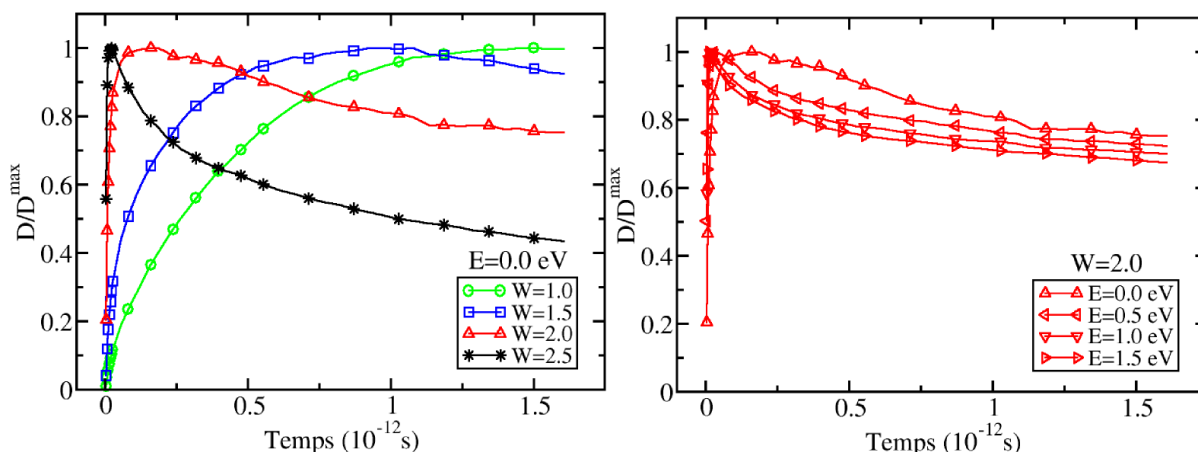 1
0.8
0.6
0.4
0.2
0
D/D^max
0 0.5 1 1.5
Temps (10^-12 s)
E=0.0 eV
W=1.0
W=1.5
W=2.0
W=2.5
1
0.8
0.6
0.4
0.2
0
D/D^max
0 0.5 1 1.5
Temps (10^-12 s)
W=2.0
E=0.0 eV
E=0.5 eV
E=1.0 eV
E=1.5 eV